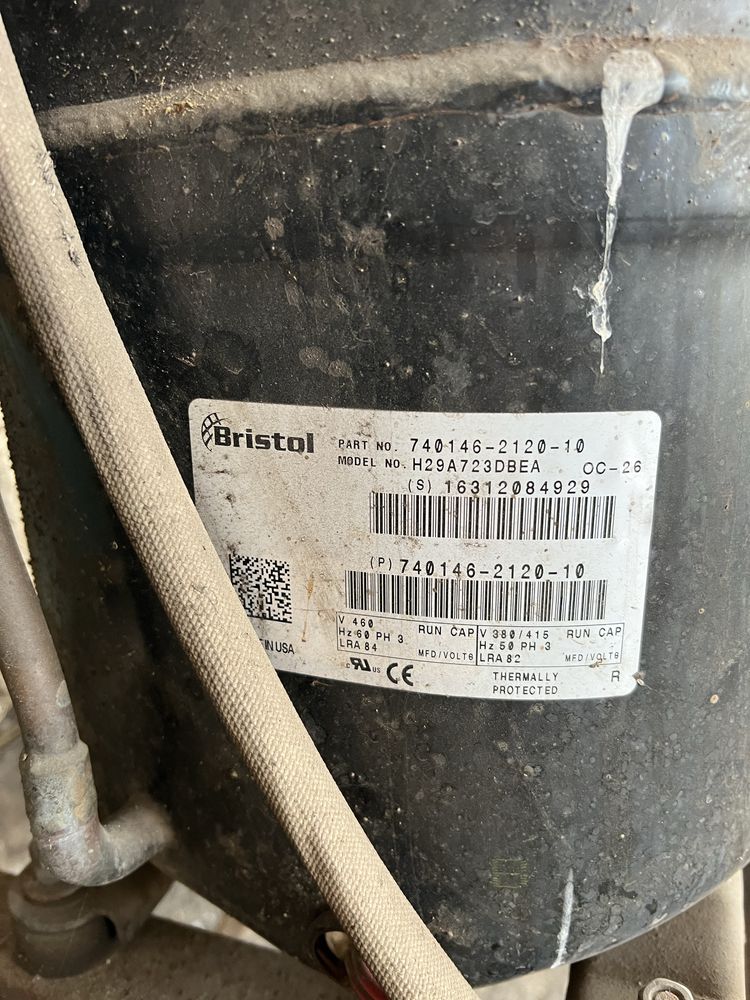 Bristol PART NO. 740146-2120-10
MODEL NO. H29A723DBEA OC-26
(S) 16312084929
(P) 740146-2120-10
V 460
Hz 60 PH 3 RUN CAP
LRA 84 MFD/VOLTS
V 380/415 RUN CAP
Hz 50 PH 3
LRA 82 MFD/VOLTS
IN USA
c us CE
THERMALLY R
PROTECTED